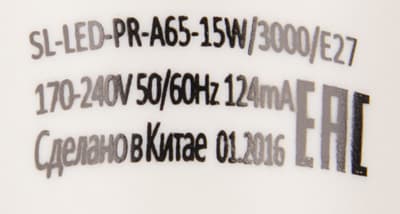 SL-LED-PR-A65-15W/3000/E27
170-240V 50/60Hz 124mA
Сделано в Китае 01.2016
EAC